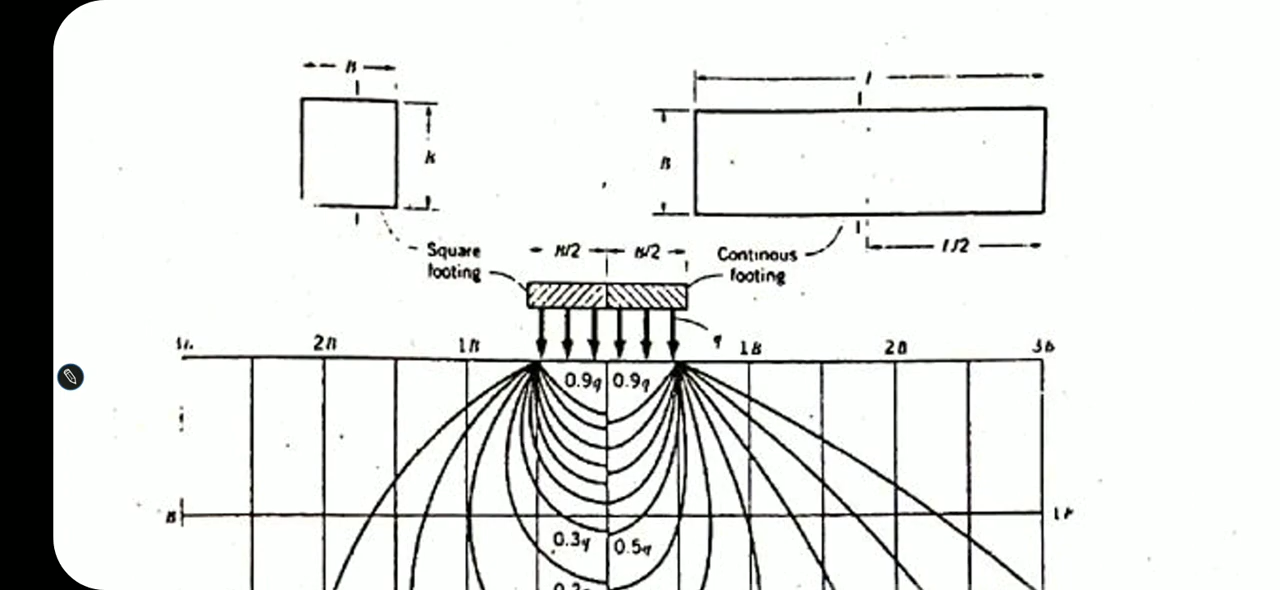 B
l
B
B
Square
footing
B/2
B/2
Continous
footing
l/2
q
2B
1B
1B
2B
3B
0.9q
0.9q
B
0.3q
0.5q